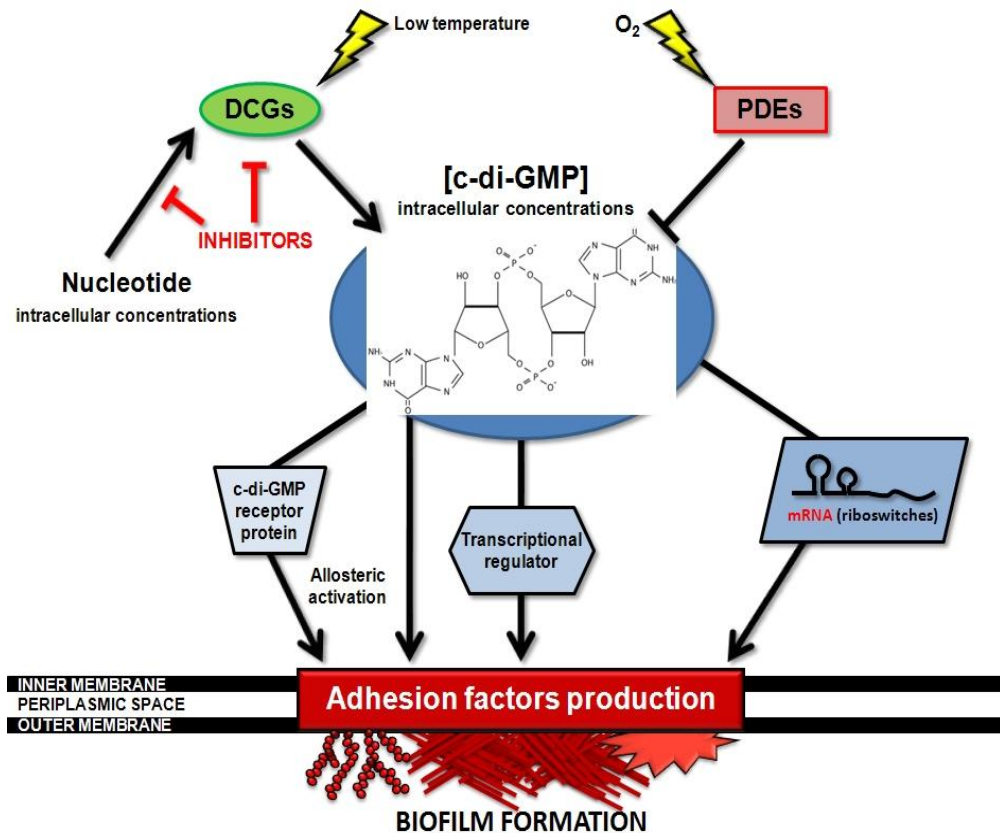 Low temperature
O₂
DCGs
PDEs
[c-di-GMP]
intracellular concentrations
INHIBITORS
Nucleotide
intracellular concentrations
O
O⁻
N
NH
P
O
O
N
N
NH₂
HO
O
O
O
NH₂
N
N
O
O
O
OH
NH
N
P
O
O⁻
O
c-di-GMP
receptor
protein
mRNA (riboswitches)
Transcriptional
regulator
Allosteric
activation
INNER MEMBRANE
PERIPLASMIC SPACE
OUTER MEMBRANE
Adhesion factors production
BIOFILM FORMATION